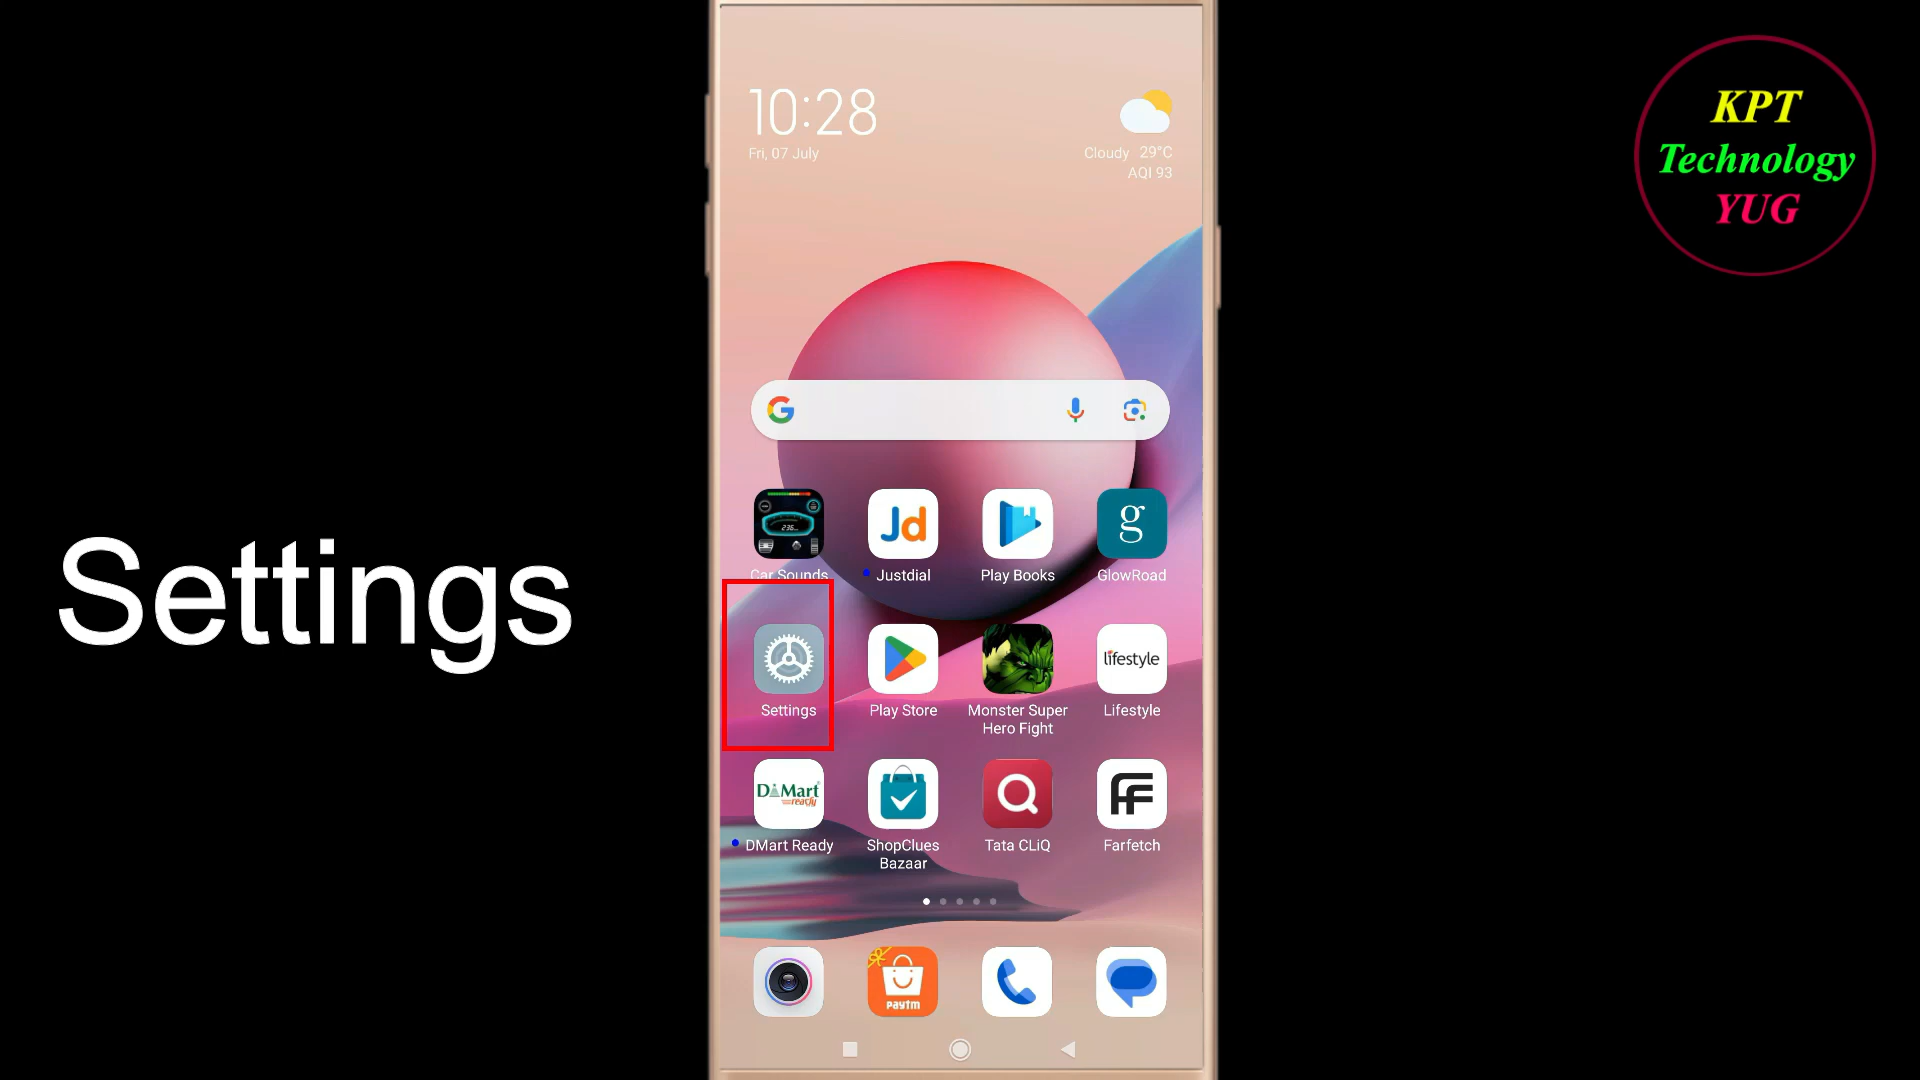 KPT
Technology
YUG
10:28
Fri, 07 July
Cloudy 29°C
AQI 93
Car Sounds
Jd
Justdial
Play Books
g
GlowRoad
Settings
Settings
Play Store
Monster Super
Hero Fight
lifestyle
Lifestyle
DMart
ready
DMart Ready
ShopClues
Bazaar
Tata CLiQ
Farfetch
paytm